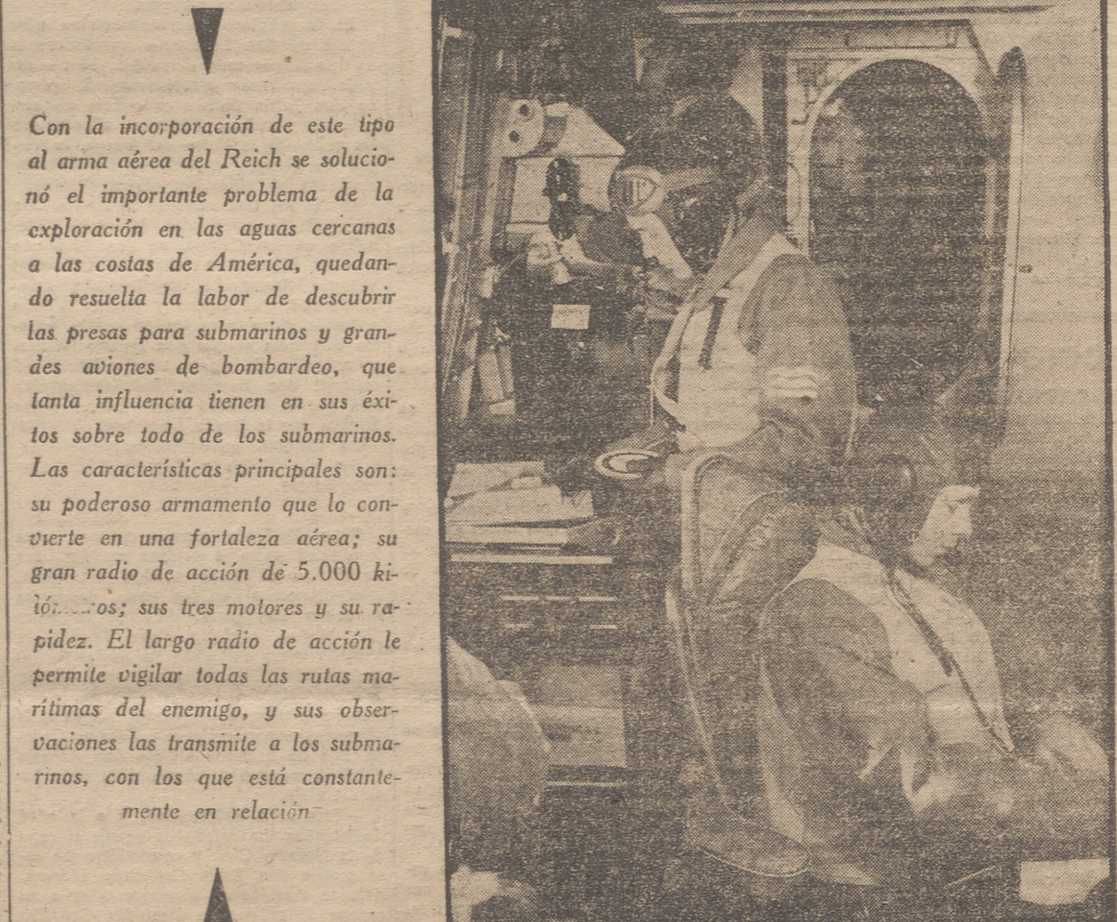 Con la incorporación de este tipo
al arma aérea del Reich se solucio-
nó el importante problema de la
exploración en las aguas cercanas
a las costas de América, quedan-
do resuelta la labor de descubrir
las presas para submarinos y gran-
des aviones de bombardeo, que
tanta influencia tienen en sus éxi-
tos sobre todo de los submarinos.
Las características principales son:
su poderoso armamento que lo con-
vierte en una fortaleza aérea; su
gran radio de acción de 5.000 ki-
sus tres motores y su ra-
pidez. El largo radio de acción le
permite vigilar todas las rutas ma-
rítimas del enemigo, y sus obser-
vaciones las transmite a los subma-
rinos, con los que está constante-
mente en relación